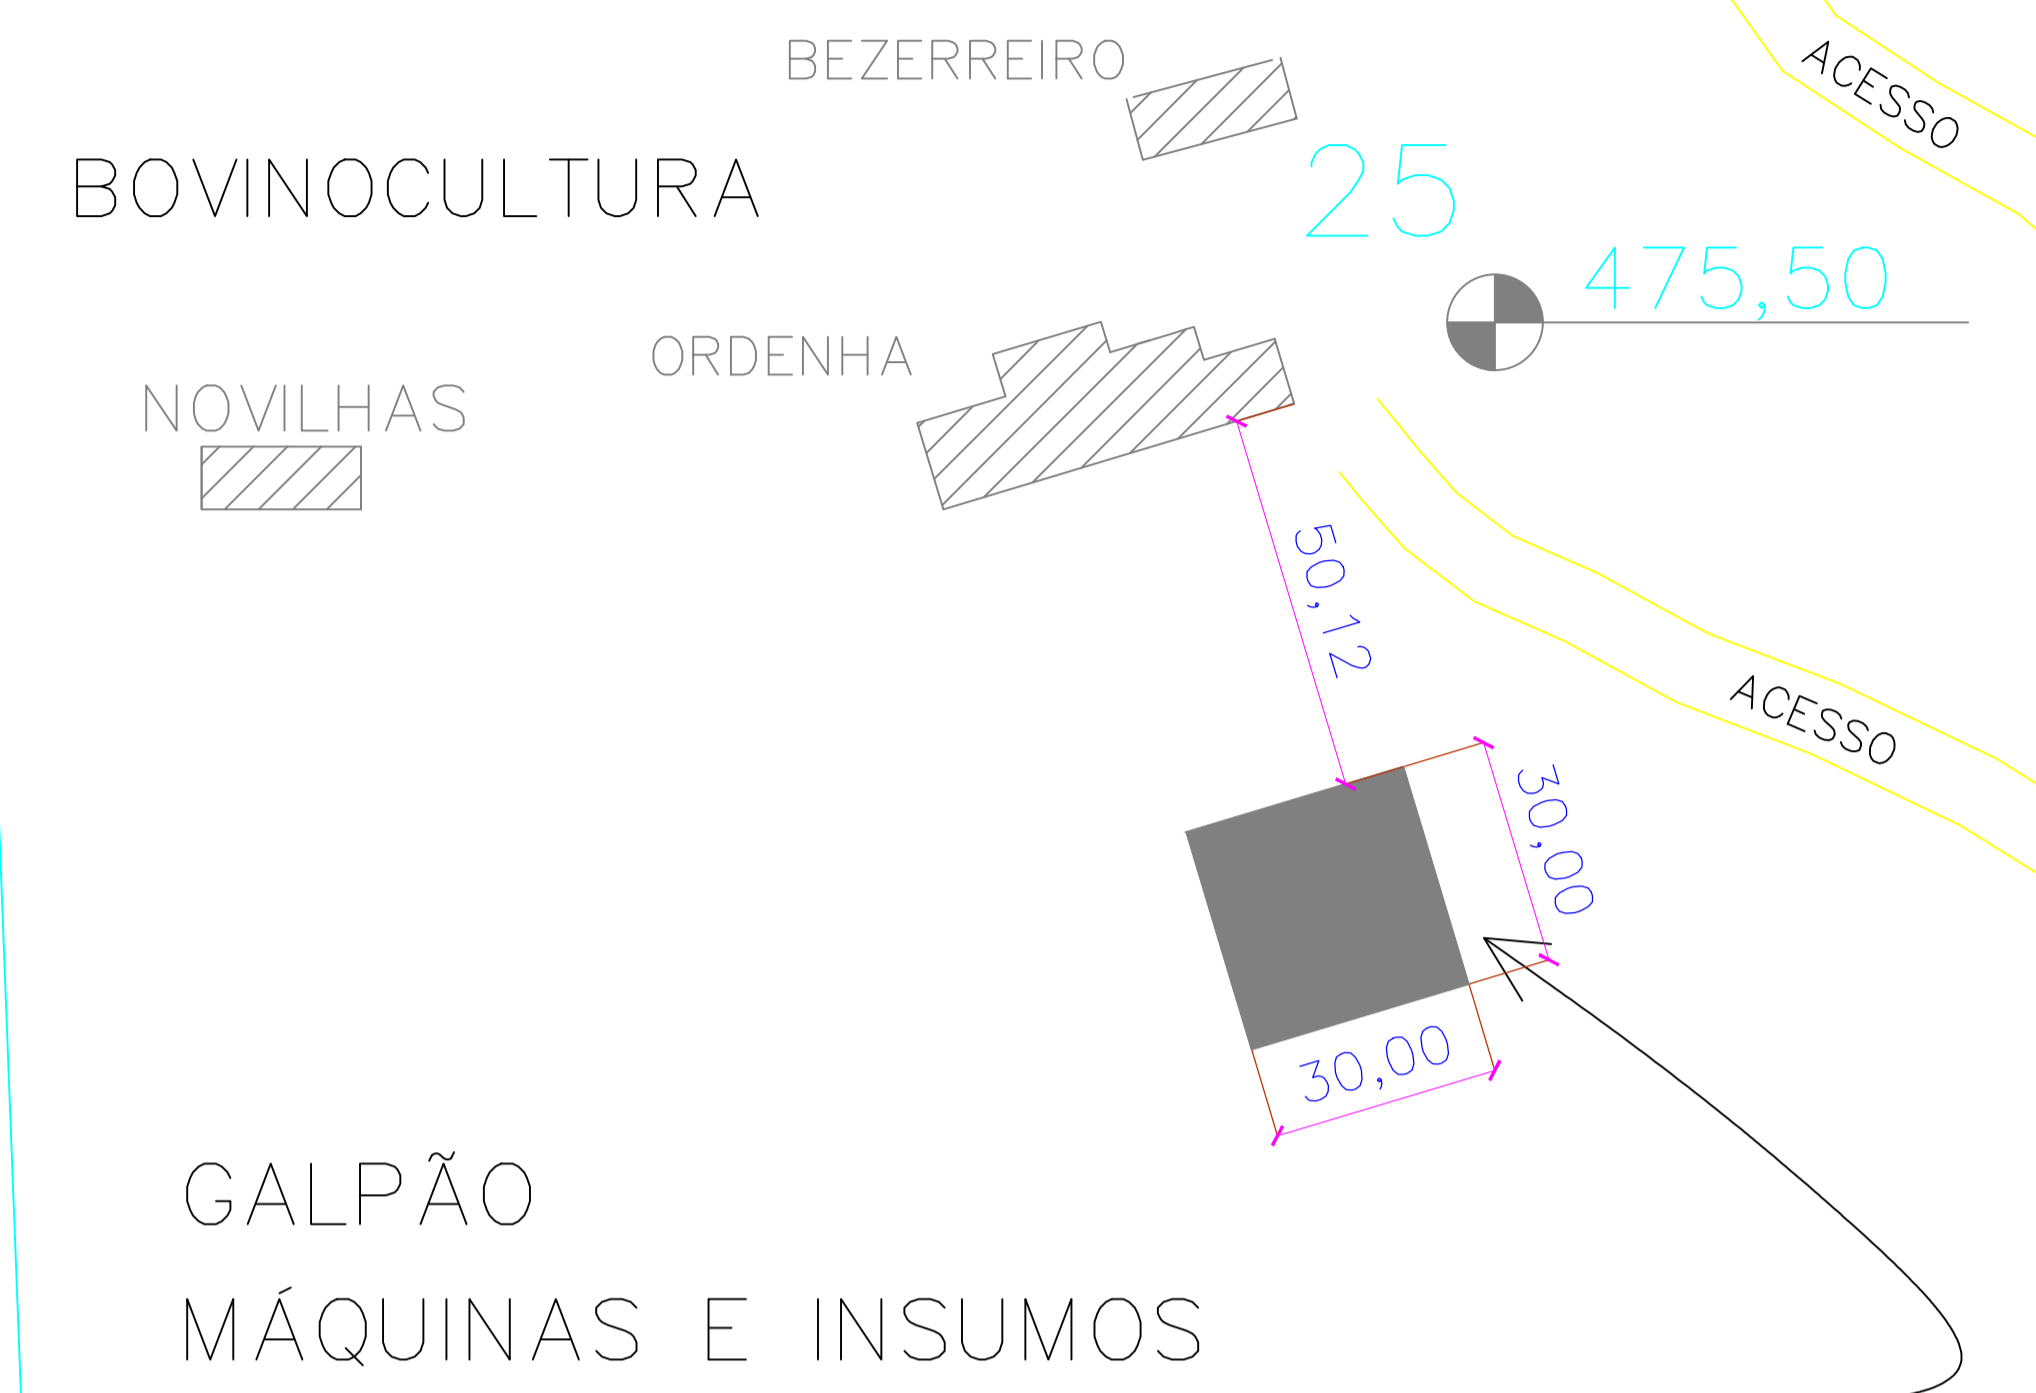 BEZERREIRO
ACESSO
BOVINOCULTURA
25
475,50
ORDENHA
NOVILHAS
50,12
ACESSO
30,00
30,00
GALPÃO
MÁQUINAS E INSUMOS